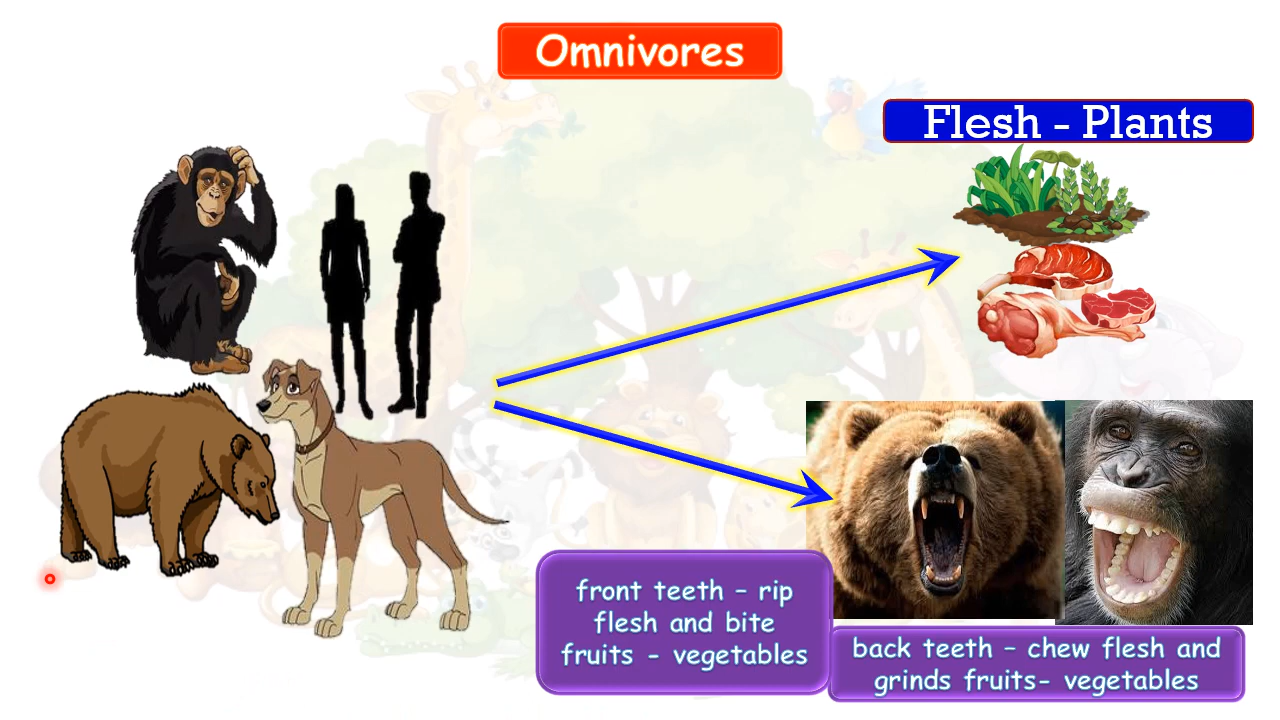 Omnivores
Flesh - Plants
front teeth – rip
flesh and bite
fruits - vegetables
back teeth – chew flesh and
grinds fruits- vegetables